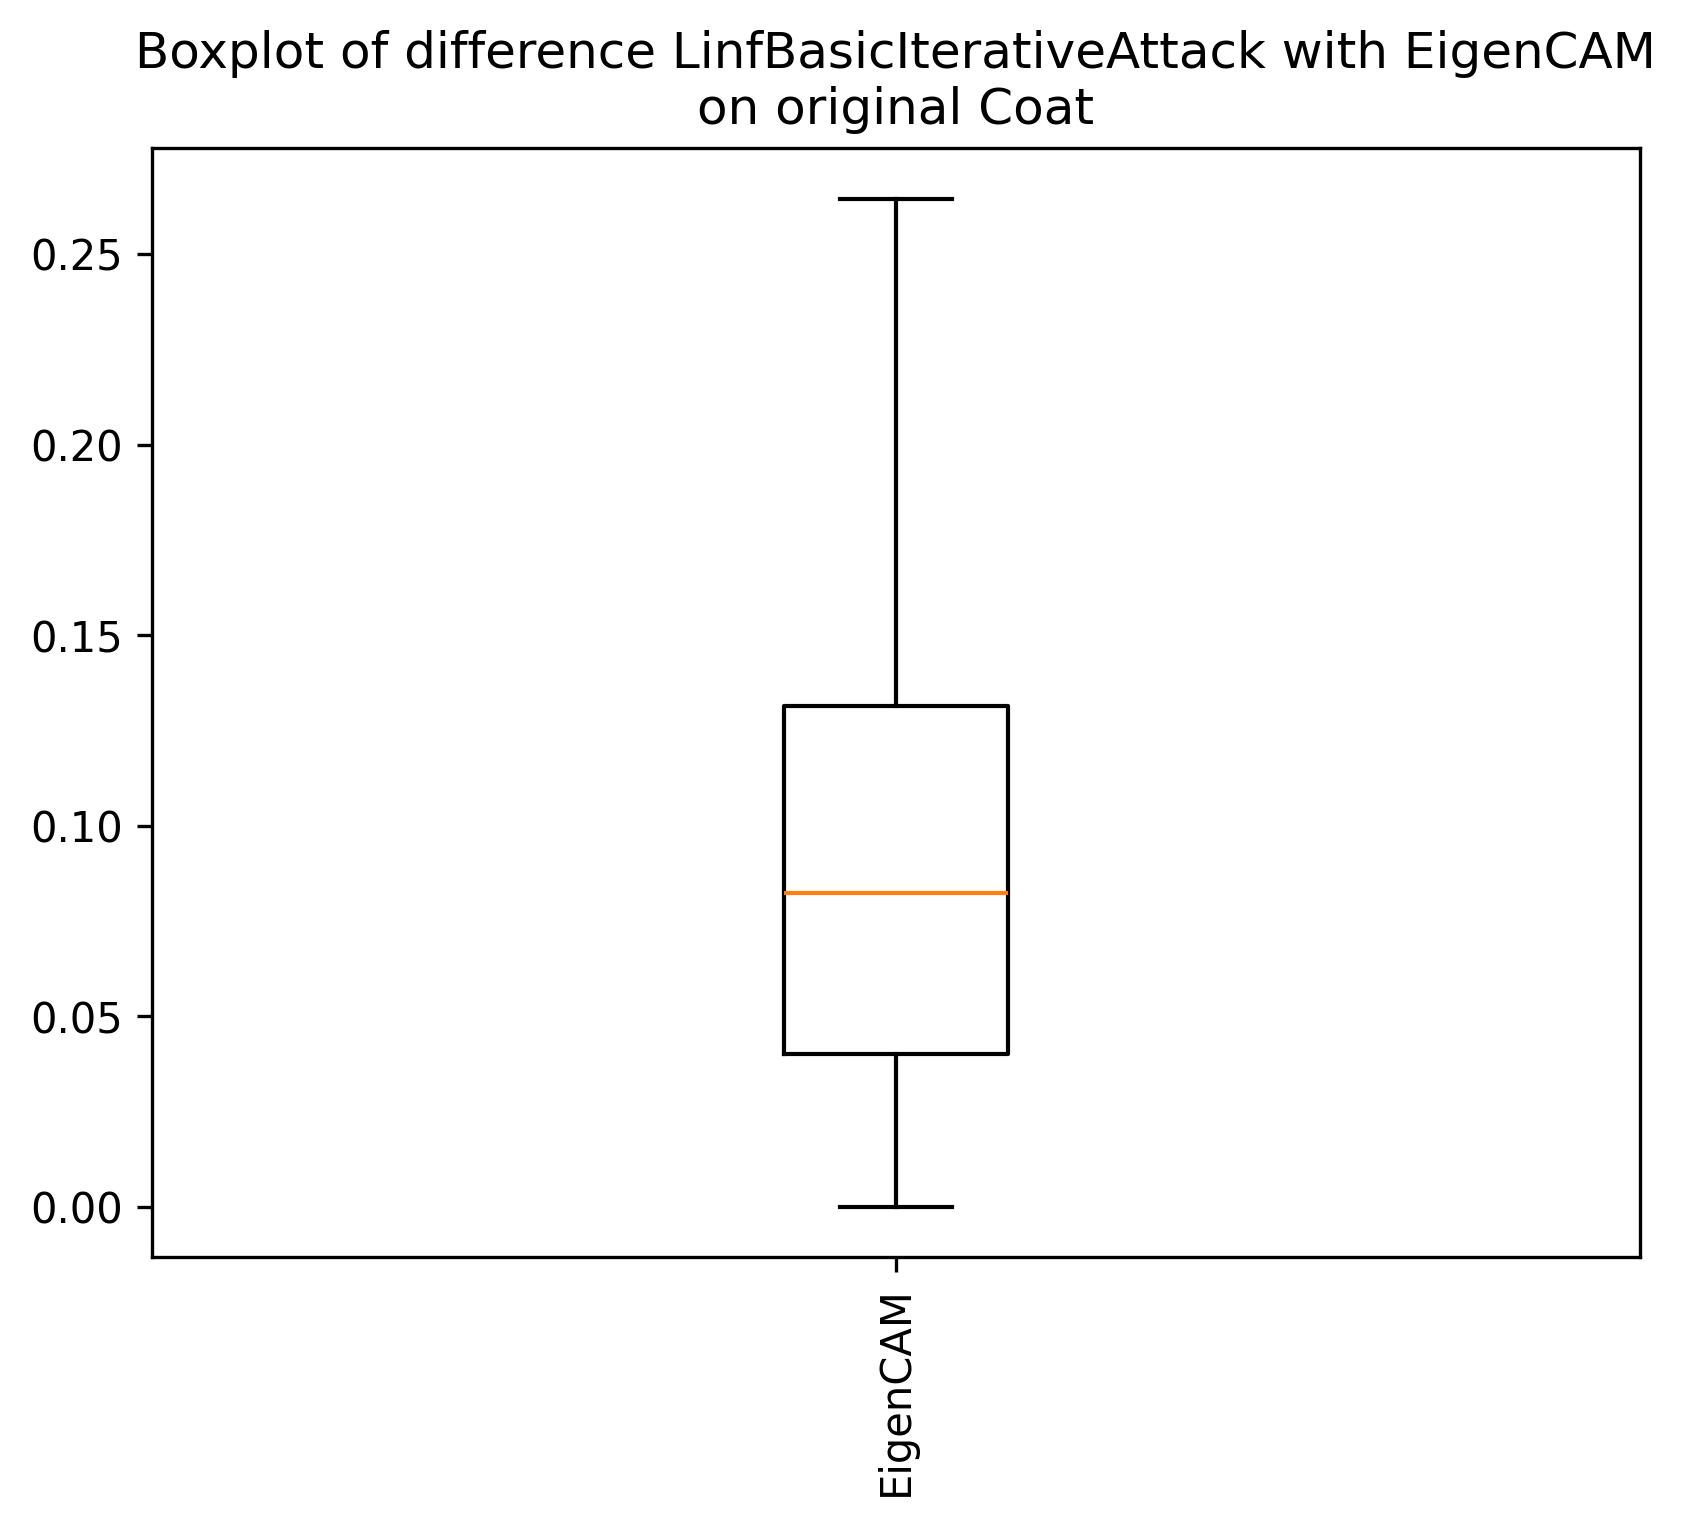 Boxplot of difference LinfBasicIterativeAttack with EigenCAM
on original Coat
0.25
0.20
0.15
0.10
0.05
0.00
EigenCAM